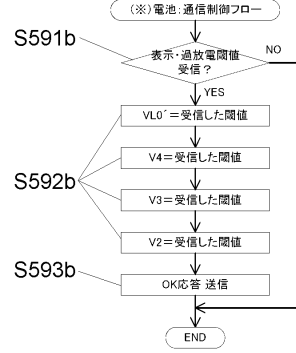 (※)電池:通信制御フロー
S591b
表示・過放電閾値
受信?
NO
YES
VL0´=受信した閾値
V4=受信した閾値
S592b
V3=受信した閾値
V2=受信した閾値
S593b
OK応答 送信
END